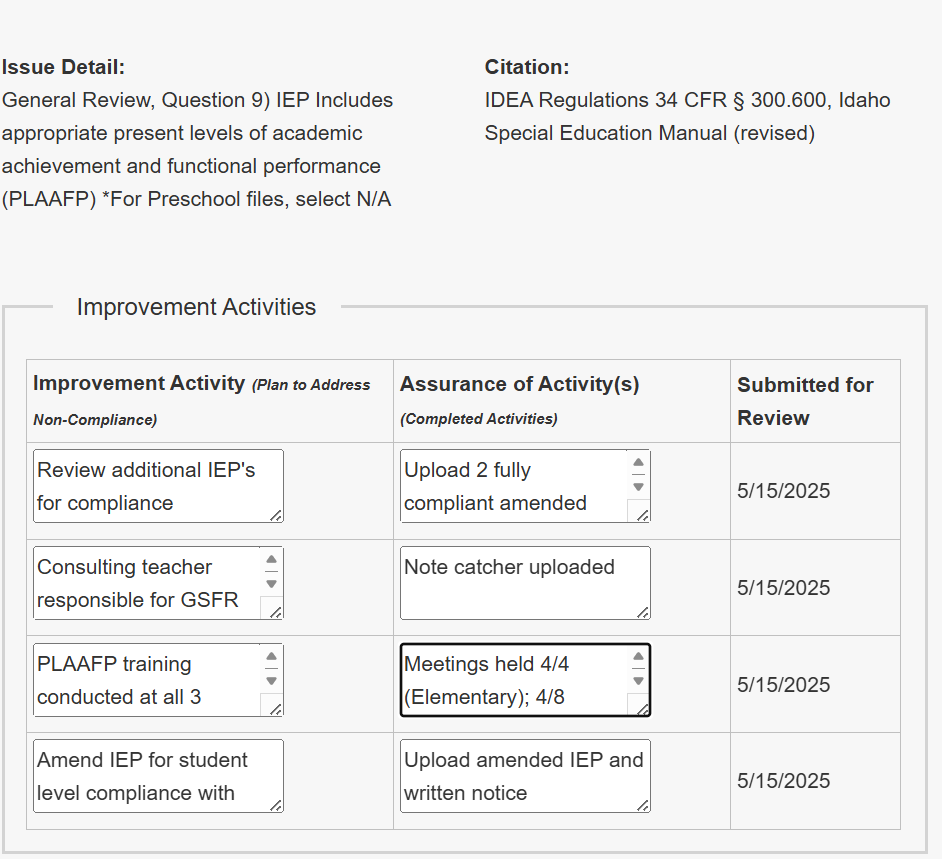 Issue Detail:
General Review, Question 9) IEP Includes
appropriate present levels of academic
achievement and functional performance
(PLAAFP) *For Preschool files, select N/A
Citation:
IDEA Regulations 34 CFR § 300.600, Idaho
Special Education Manual (revised)
Improvement Activities
Improvement Activity (Plan to Address
Non-Compliance)
Assurance of Activity(s)
(Completed Activities)
Submitted for
Review
Review additional IEP's
for compliance
Upload 2 fully
compliant amended
5/15/2025
Consulting teacher
responsible for GSFR
Note catcher uploaded
5/15/2025
PLAAFP training
conducted at all 3
Meetings held 4/4
(Elementary); 4/8
5/15/2025
Amend IEP for student
level compliance with
Upload amended IEP and
written notice
5/15/2025